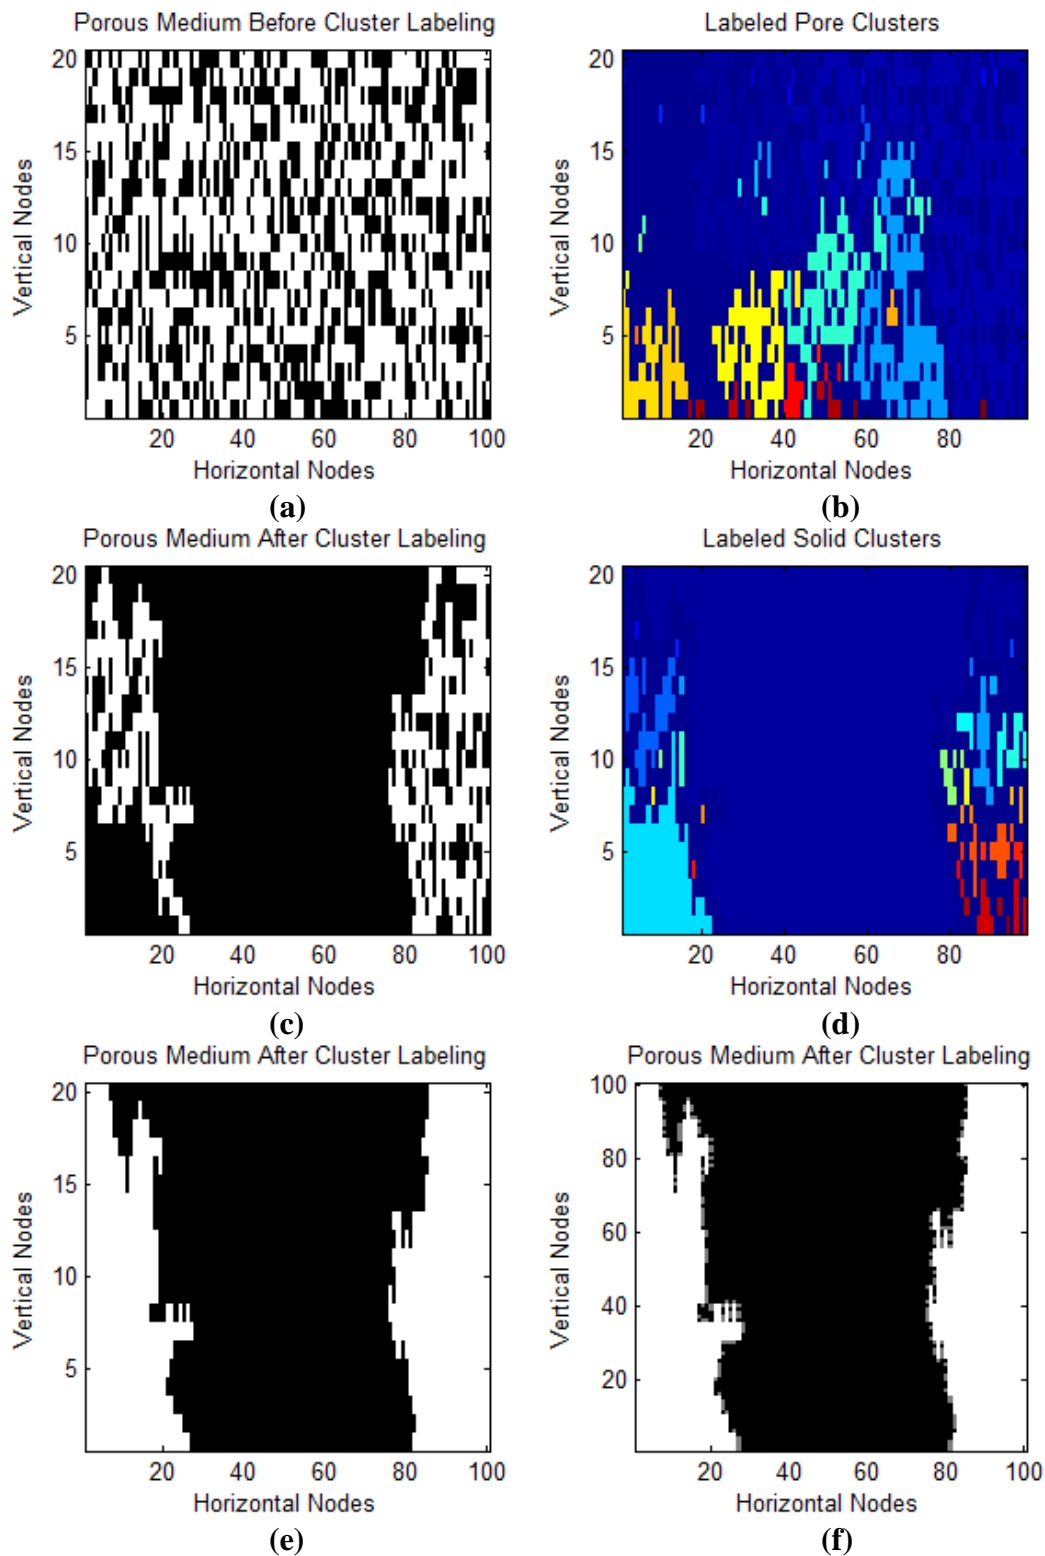 Porous Medium Before Cluster Labeling
Labeled Pore Clusters
Vertical Nodes
20
15
10
5
20 40 60 80 100
Horizontal Nodes
(a)
Vertical Nodes
20
15
10
5
20 40 60 80
Horizontal Nodes
(b)
Porous Medium After Cluster Labeling
Labeled Solid Clusters
Vertical Nodes
20
15
10
5
20 40 60 80 100
Horizontal Nodes
(c)
Vertical Nodes
20
15
10
5
20 40 60 80
Horizontal Nodes
(d)
Porous Medium After Cluster Labeling
Porous Medium After Cluster Labeling
Vertical Nodes
20
15
10
5
20 40 60 80 100
Horizontal Nodes
(e)
Vertical Nodes
100
80
60
40
20
20 40 60 80 100
Horizontal Nodes
(f)